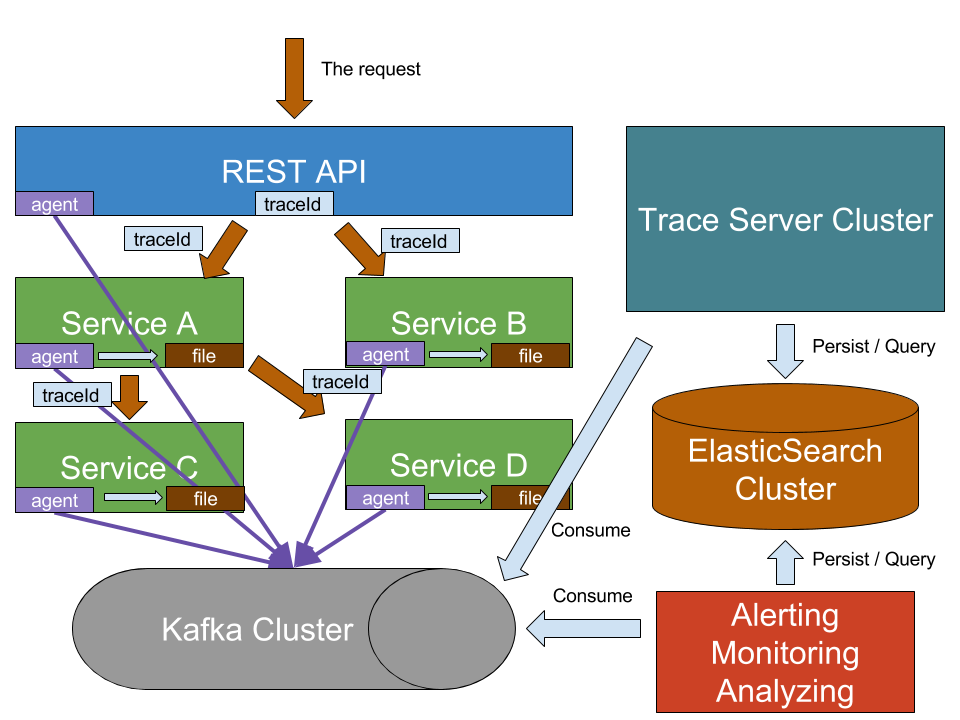 The request
REST API
agent
traceId
Trace Server Cluster
traceId
traceId
Service A
agent
file
Service B
agent
file
Persist / Query
traceId
traceId
ElasticSearch
Cluster
Service C
agent
file
Service D
agent
file
Consume
Persist / Query
Consume
Kafka Cluster
Alerting
Monitoring
Analyzing